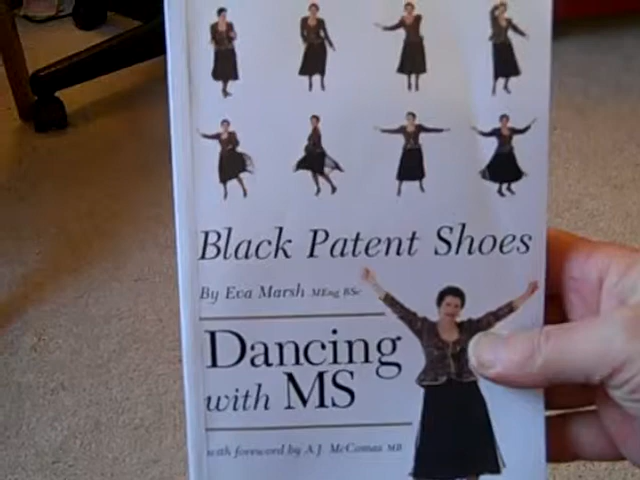 Black Patent Shoes
By Eva Marsh MEng BSc
Dancing
with MS
with foreword by A.J. McComas MB